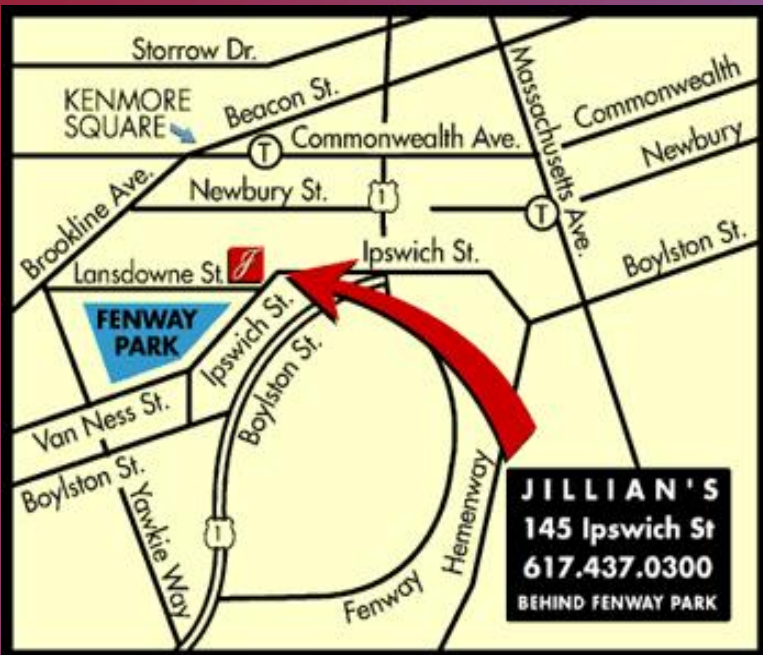 Storrow Dr.
KENMORE
SQUARE
Beacon St.
Massachusetts Ave.
Commonwealth
T
Commonwealth Ave.
Newbury
Brookline Ave.
Newbury St.
1
T
Ipswich St.
Boylston St.
Lansdowne St.
J
FENWAY
PARK
Ipswich St.
Boylston St.
Van Ness St.
Boylston St.
Yawkie Way
1
Fenway
Hemenway
JILLIAN'S
145 Ipswich St
617.437.0300
BEHIND FENWAY PARK